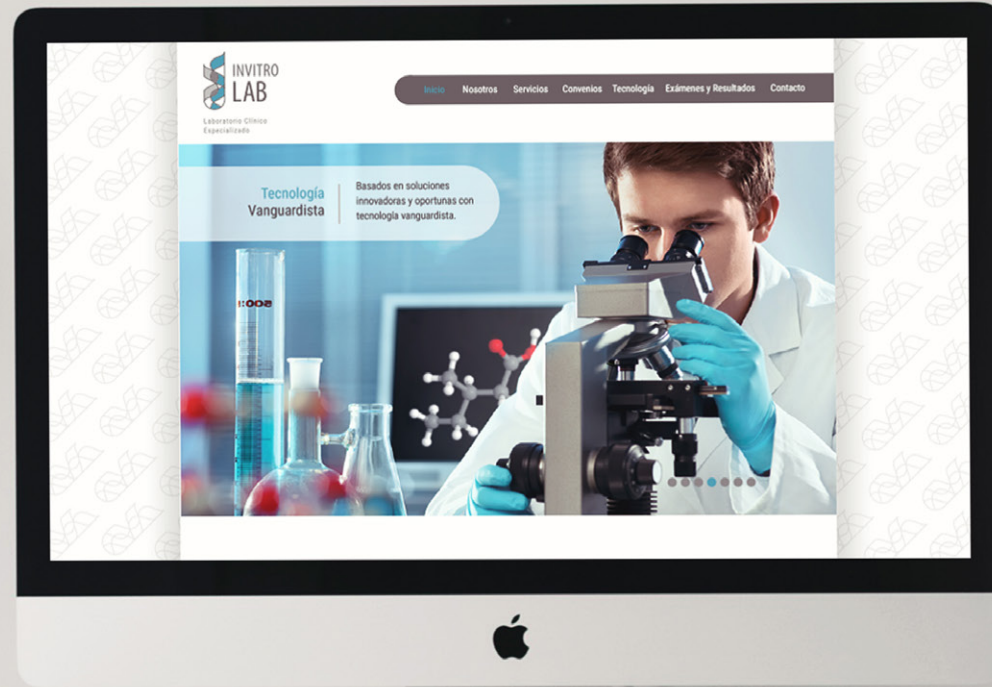 INVITRO
LAB
Laboratorio Clínico
Especializado
Inicio Nosotros Servicios Convenios Tecnología Exámenes y Resultados Contacto
Tecnología
Vanguardista
Basados en soluciones
innovadoras y oportunas con
tecnología vanguardista.